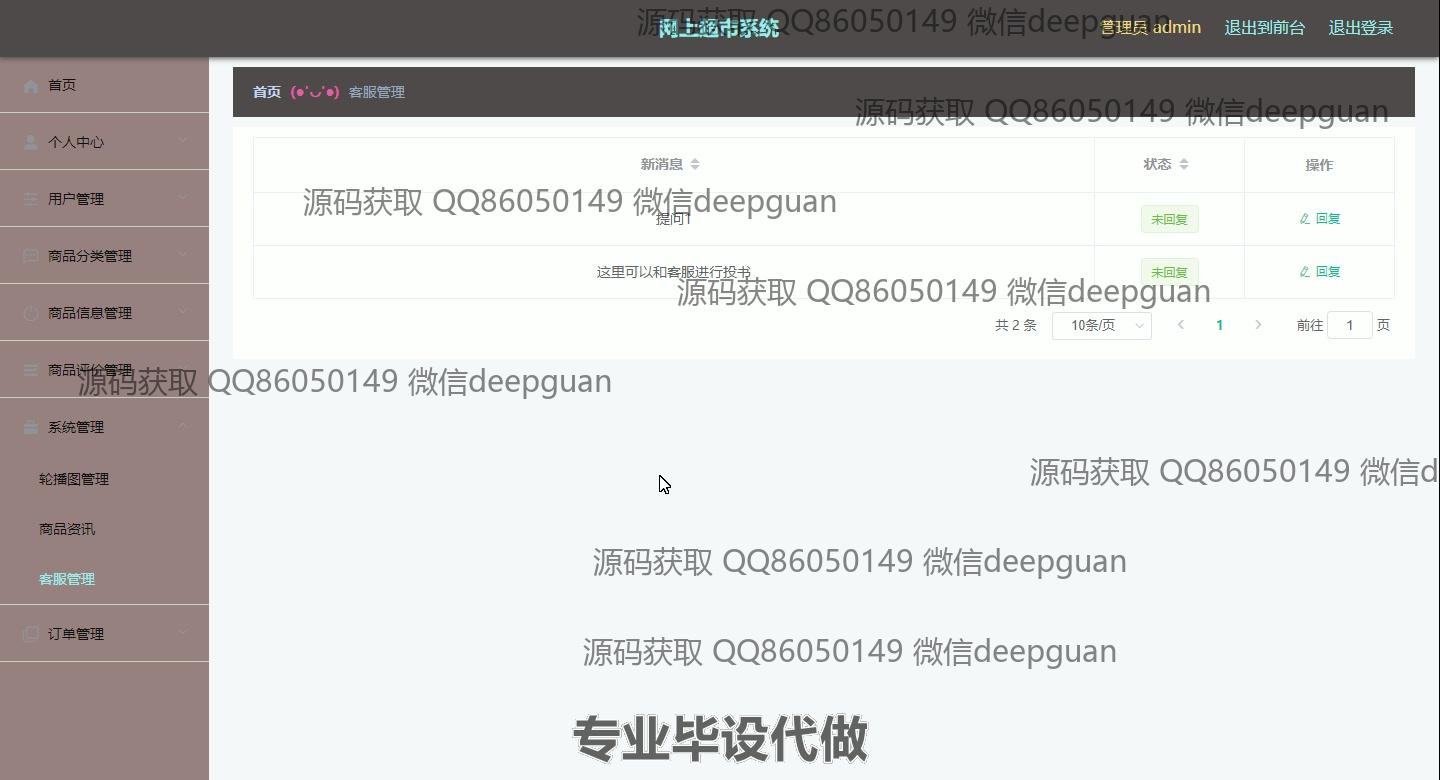 网上超市系统
管理员 admin
退出到前台
退出登录
源码获取 QQ86050149 微信deepguan
首页
个人中心
用户管理
商品分类管理
商品信息管理
商品评价管理
系统管理
轮播图管理
商品资讯
客服管理
订单管理
首页 (●'◡'●) 客服管理
源码获取 QQ86050149 微信deepguan
新消息 状态 操作
源码获取 QQ86050149 微信deepguan
提问1 未回复 回复
这里可以和客服进行投书 未回复 回复
源码获取 QQ86050149 微信deepguan
共 2 条 10条/页 1 前往 1 页
源码获取 QQ86050149 微信deepguan
源码获取 QQ86050149 微信d
源码获取 QQ86050149 微信deepguan
源码获取 QQ86050149 微信deepguan
专业毕设代做